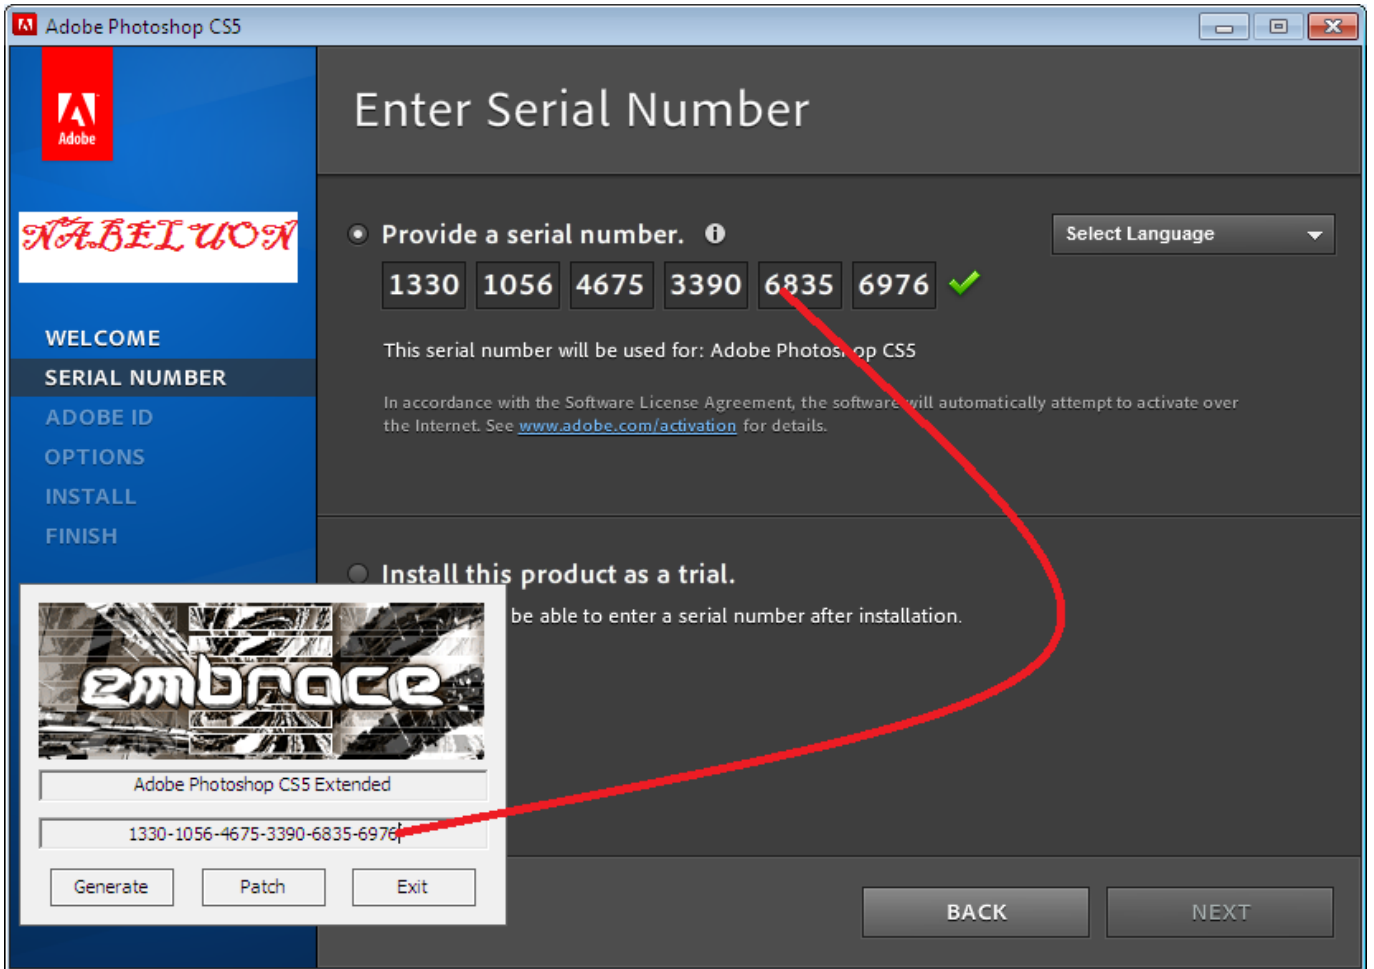 Adobe Photoshop CS5
Adobe
Enter Serial Number
NABEL UON
Provide a serial number.
Select Language
1330 1056 4675 3390 6835 6976
This serial number will be used for: Adobe Photoshop CS5
In accordance with the Software License Agreement, the software will automatically attempt to activate over
the Internet. See www.adobe.com/activation for details.
WELCOME
SERIAL NUMBER
ADOBE ID
OPTIONS
INSTALL
FINISH
Install this product as a trial.
be able to enter a serial number after installation.
embrace
Adobe Photoshop CS5 Extended
1330-1056-4675-3390-6835-6976
Generate Patch Exit
BACK NEXT